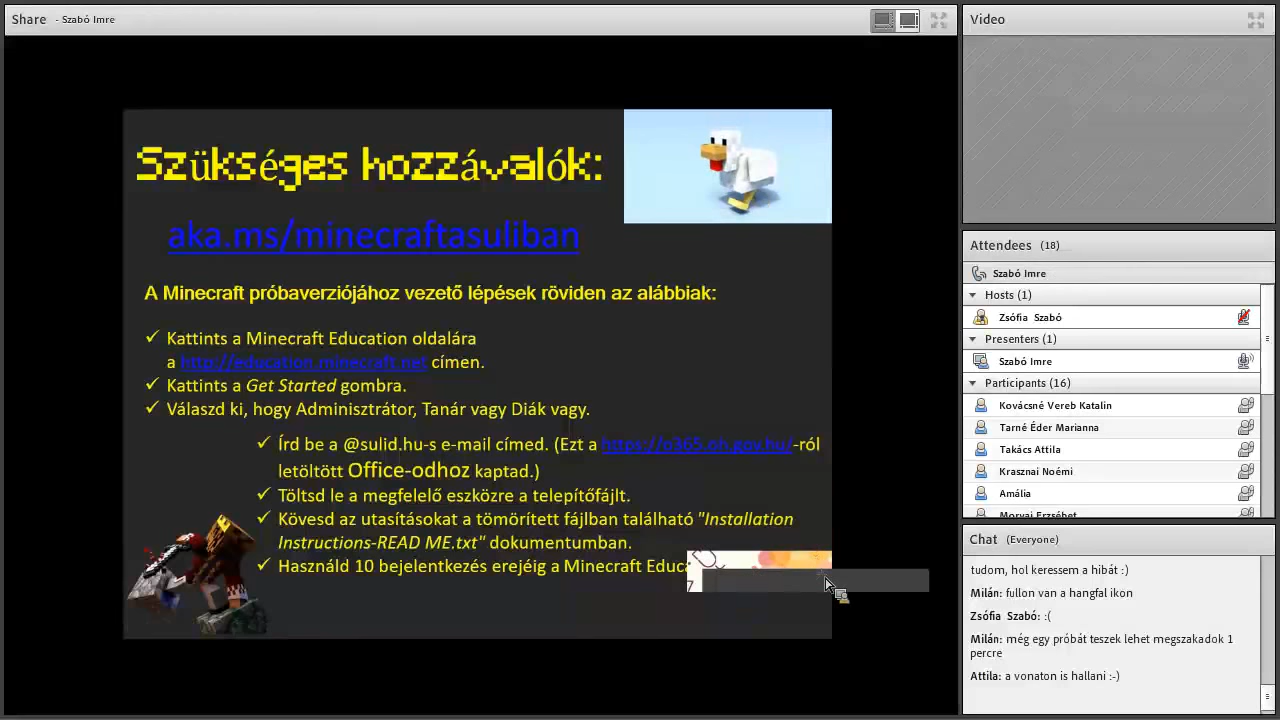 Share - Szabó Imre
Szükséges hozzávalók:
aka.ms/minecraftasuliban
A Minecraft próbaverziójához vezető lépések röviden az alábbiak:
Kattints a Minecraft Education oldalára
a http://education.minecraft.net címen.
Kattints a Get Started gombra.
Válaszd ki, hogy Adminisztrátor, Tanár vagy Diák vagy.
Írd be a @sulid.hu-s e-mail címed. (Ezt a https://o365.oh.gov.hu/-ról
letöltött Office-odhoz kaptad.)
Töltsd le a megfelelő eszközre a telepítőfájlt.
Kövesd az utasításokat a tömörített fájlban található "Installation
Instructions-READ ME.txt" dokumentumban.
Használd 10 bejelentkezés erejéig a Minecraft
Video
Attendees (18)
Szabó Imre
Hosts (1)
Zsófia Szabó
Presenters (1)
Szabó Imre
Participants (16)
Kovácsné Vereb Katalin
Tarné Éder Marianna
Takács Attila
Krasznai Noémi
Amália
Chat (Everyone)
tudom, hol keressem a hibát :)
Milán: fullon van a hangfal ikon
Zsófia Szabó: :(
Milán: még egy próbát teszek lehet megszakadok 1
percre
Attila: a vonaton is hallani :-)